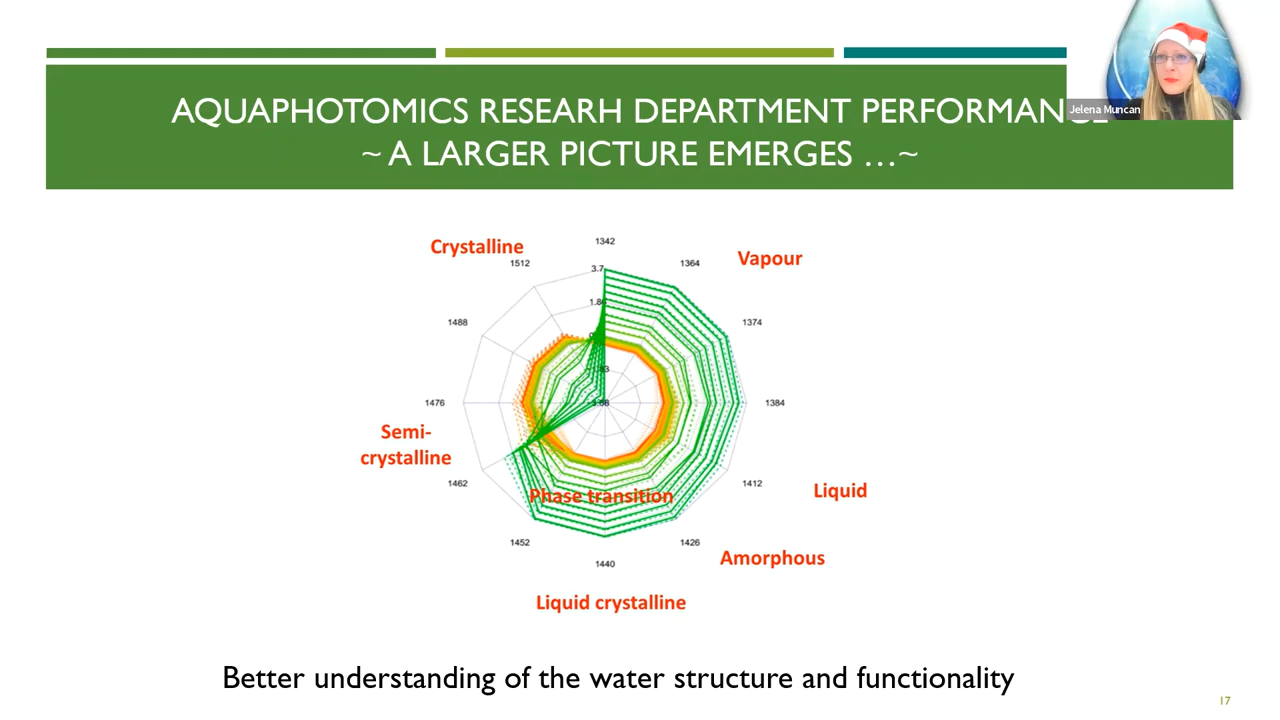 AQUAPHOTOMICS RESEARH DEPARTMENT PERFORMANCE
~ A LARGER PICTURE EMERGES …~
Jelena Muncan
Crystalline
1342
Vapour
1512
3.7
1364
1.86
1488
1374
1476
1384
Semi-
crystalline
1462
1412
Liquid
Phase transition
1452
1426
Amorphous
1440
Liquid crystalline
Better understanding of the water structure and functionality
17